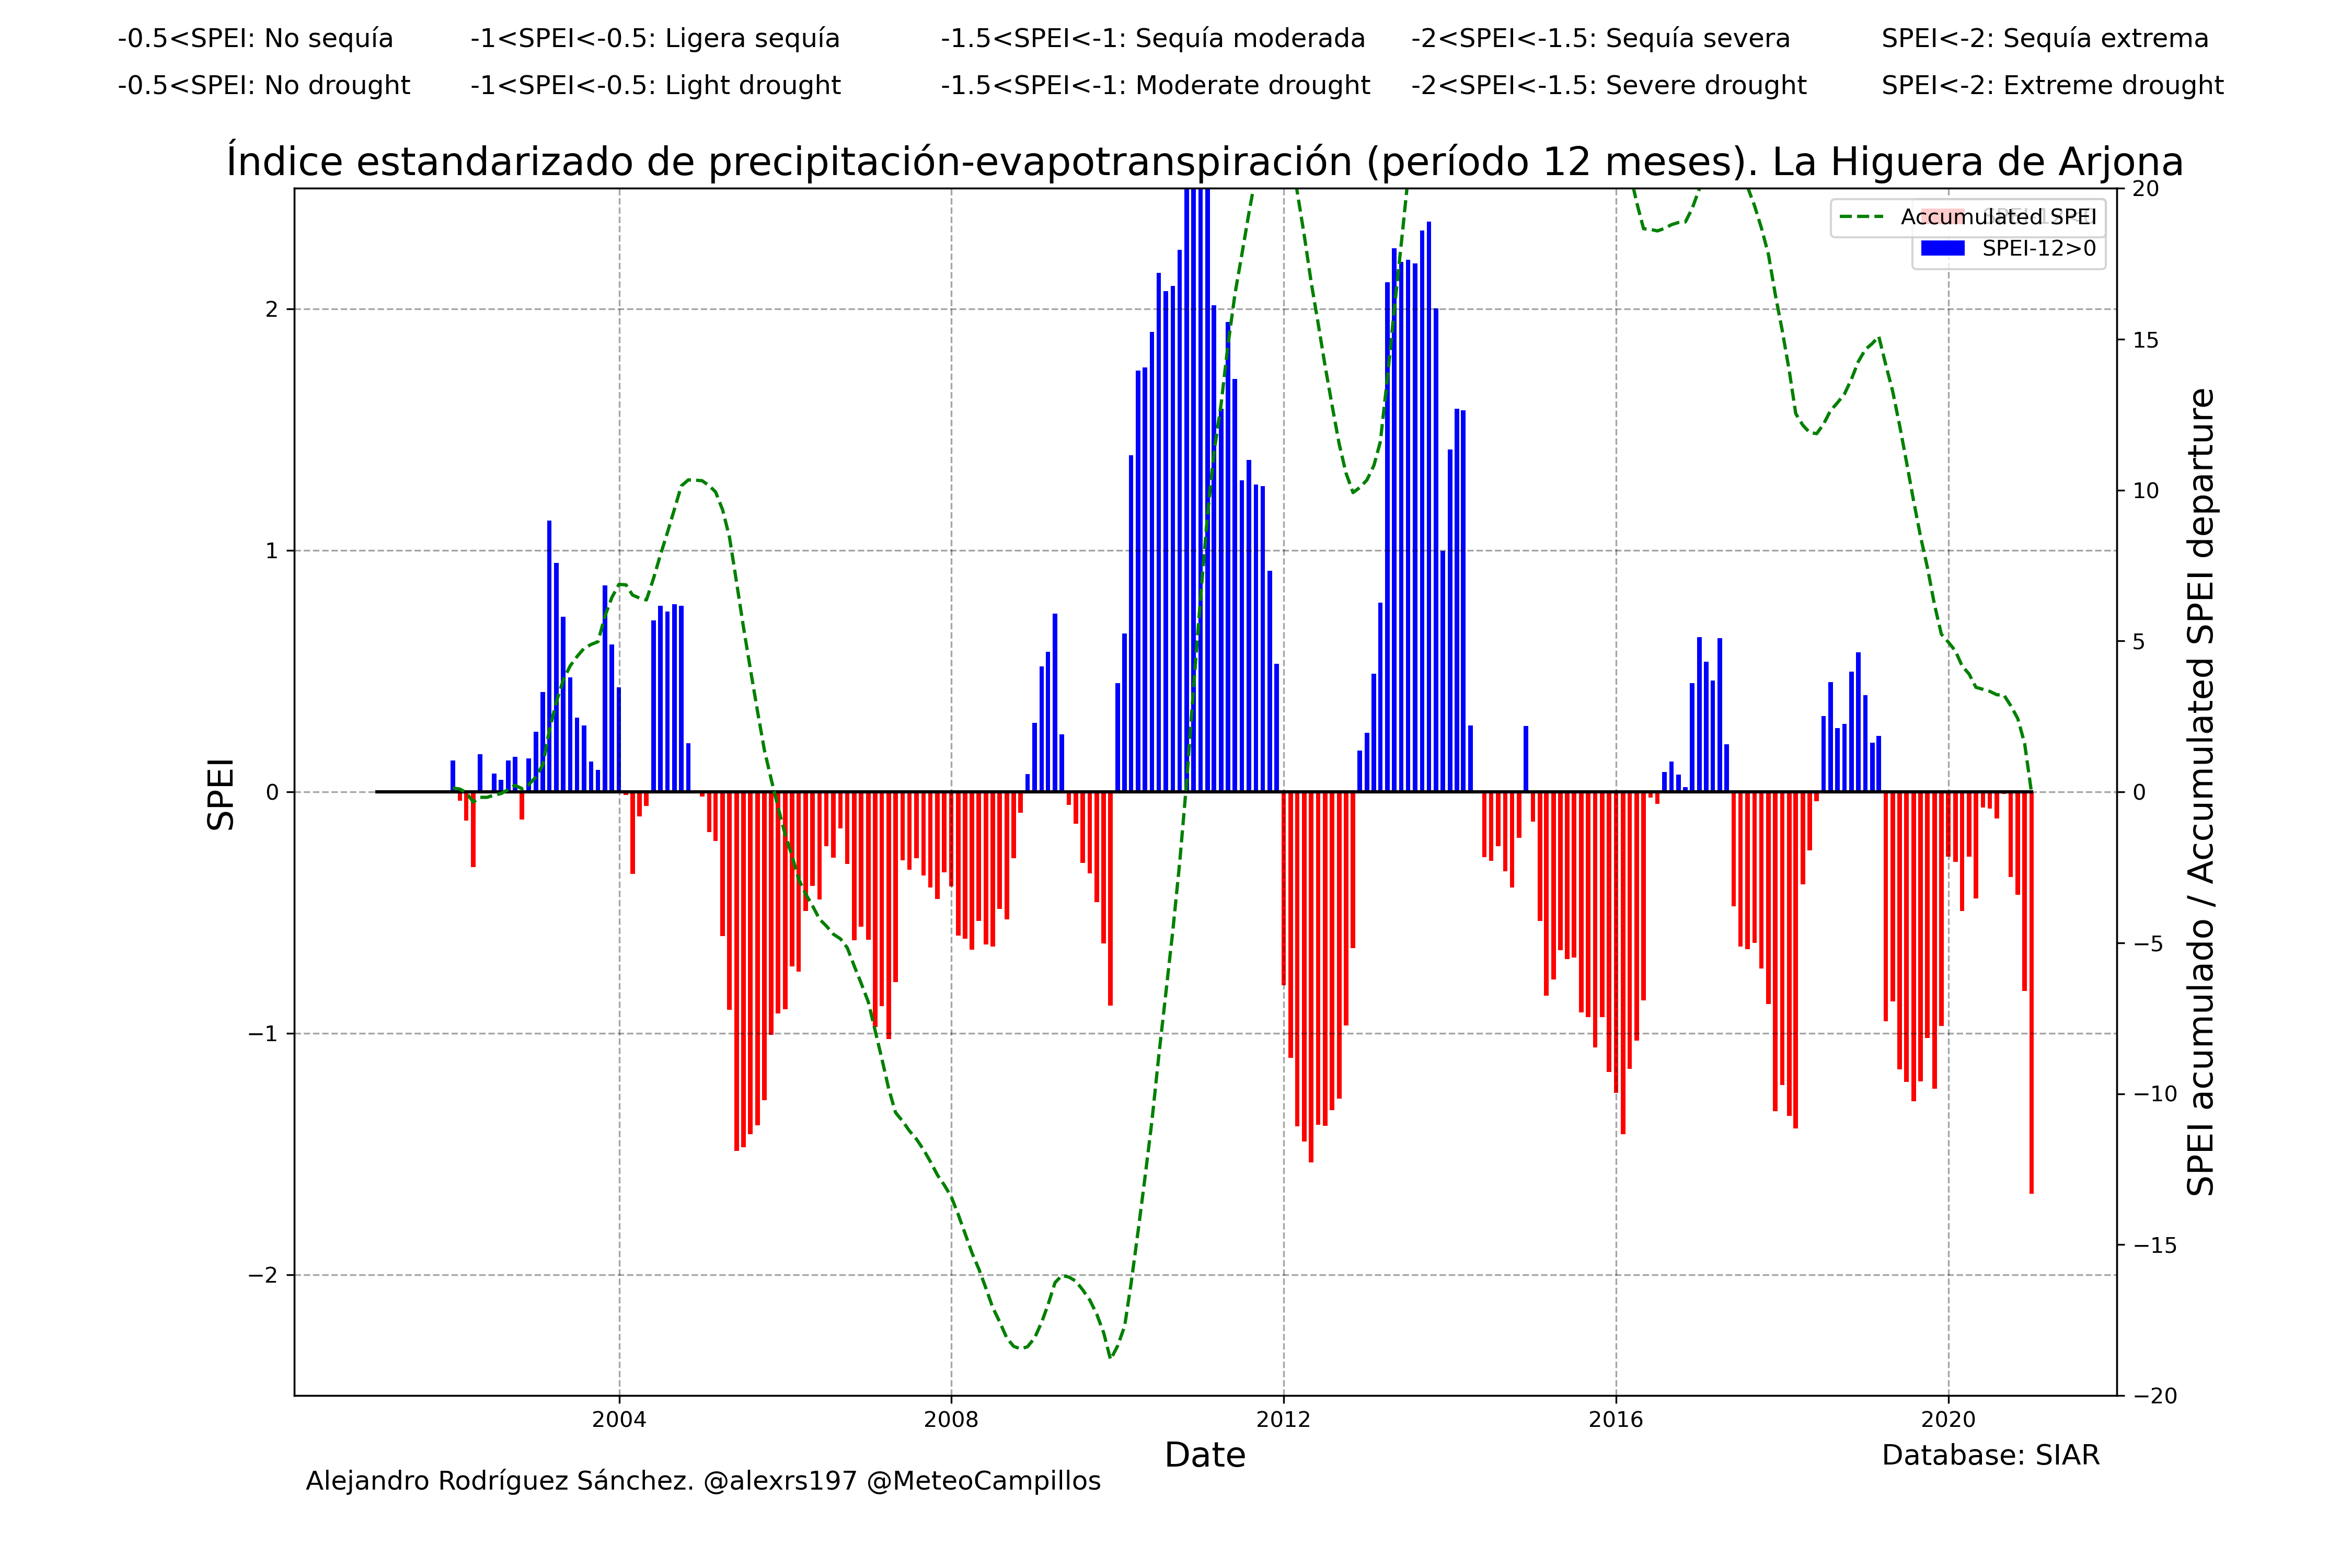 -0.5<SPEI: No sequía -1<SPEI<-0.5: Ligera sequía -1.5<SPEI<-1: Sequía moderada -2<SPEI<-1.5: Sequía severa SPEI<-2: Sequía extrema
-0.5<SPEI: No drought -1<SPEI<-0.5: Light drought -1.5<SPEI<-1: Moderate drought -2<SPEI<-1.5: Severe drought SPEI<-2: Extreme drought
Índice estandarizado de precipitación-evapotranspiración (período 12 meses). La Higuera de Arjona
Accumulated SPEI
SPEI-12>0
SPEI
2
1
0
−1
−2
20
15
10
5
0
−5
−10
−15
−20
SPEI acumulado / Accumulated SPEI departure
2004 2008 2012 2016 2020
Date
Database: SIAR
Alejandro Rodríguez Sánchez. @alexrs197 @MeteoCampillos